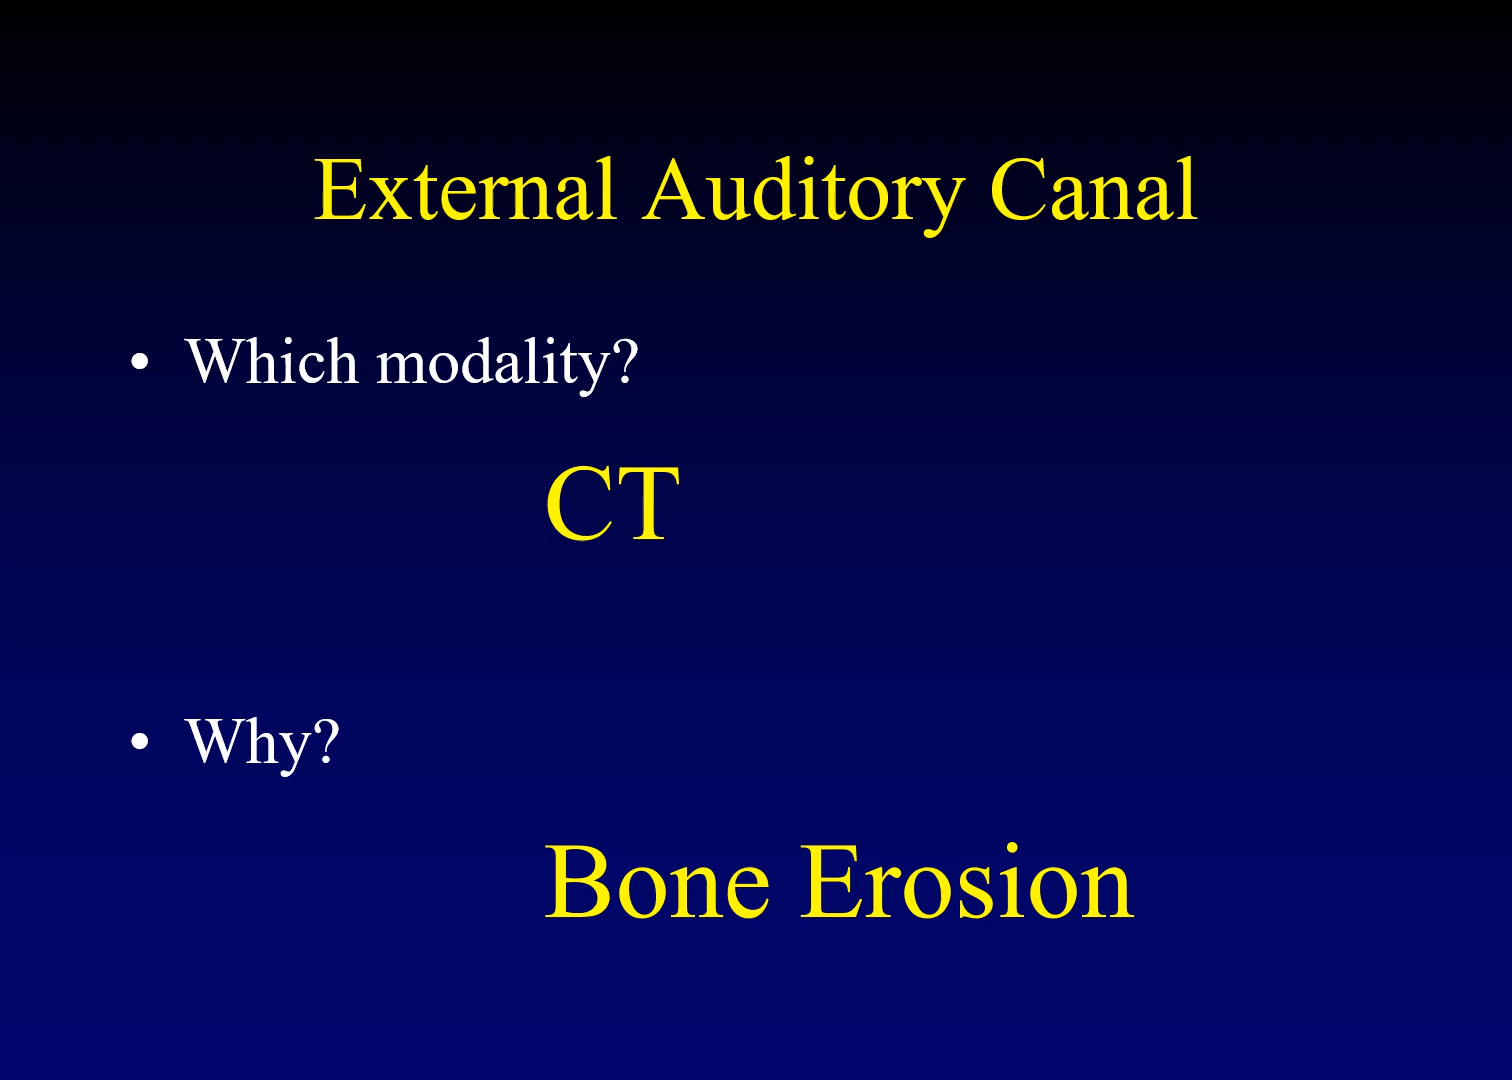 External Auditory Canal
• Which modality?
CT
• Why?
Bone Erosion